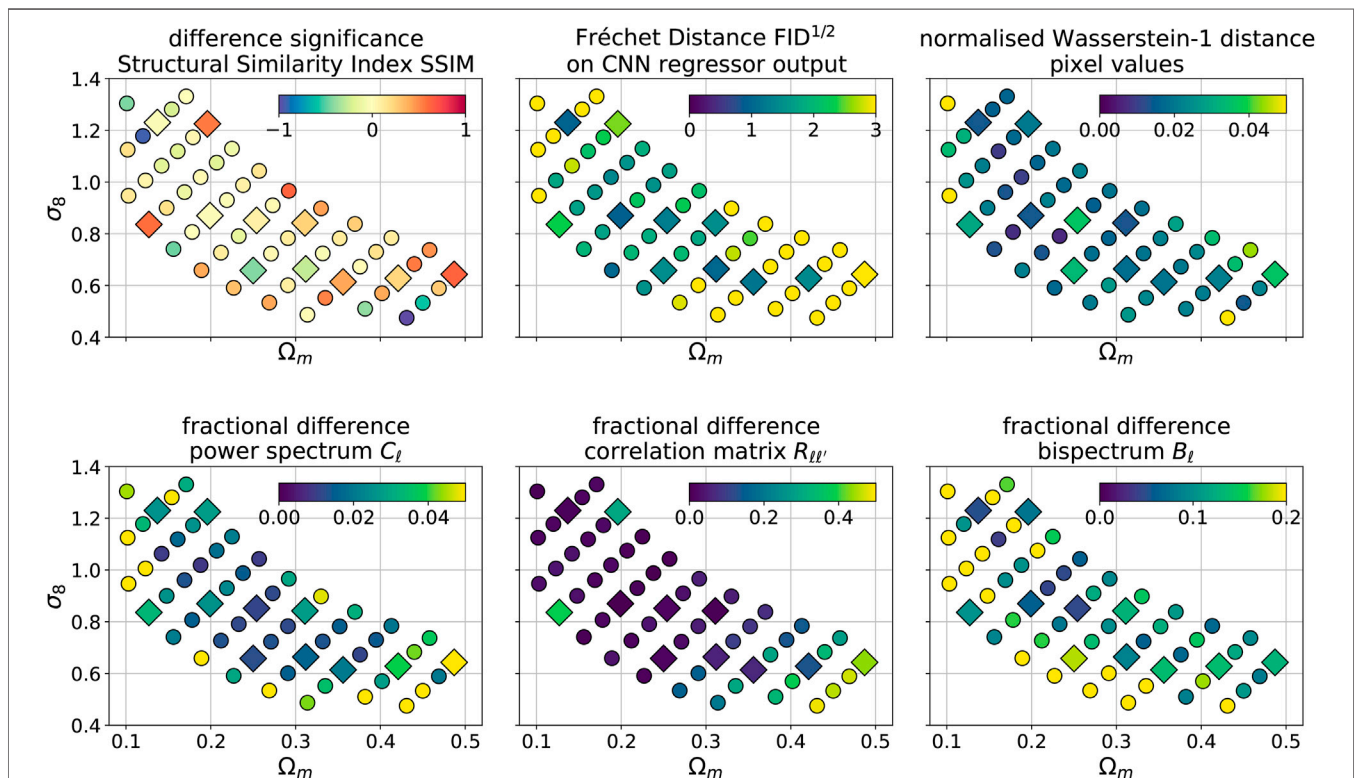 difference significance
Structural Similarity Index SSIM
Fréchet Distance FID^{1/2}
on CNN regressor output
normalised Wasserstein-1 distance
pixel values
1.4
1.2
1.0
0.8
0.6
0.4
σ₈
−1 0 1
0 1 2 3
0.00 0.02 0.04
Ωₘ
Ωₘ
Ωₘ
fractional difference
power spectrum C_ℓ
fractional difference
correlation matrix R_{ℓℓ'}
fractional difference
bispectrum B_ℓ
1.4
1.2
1.0
0.8
0.6
0.4
σ₈
0.00 0.02 0.04
0.0 0.2 0.4
0.0 0.1 0.2
0.1 0.2 0.3 0.4 0.5
0.1 0.2 0.3 0.4 0.5
0.1 0.2 0.3 0.4 0.5
Ωₘ
Ωₘ
Ωₘ